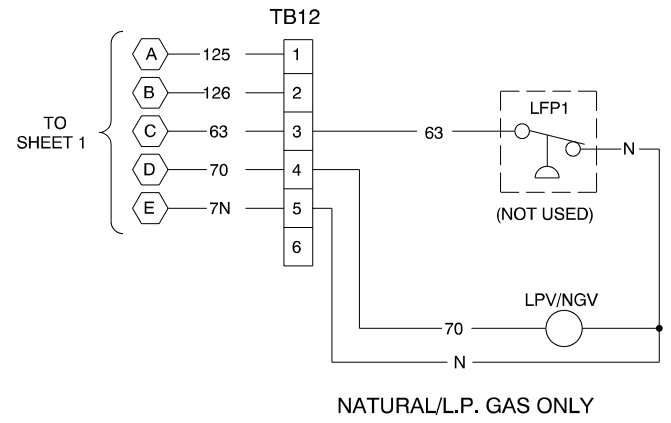 TB12
A 125 1
B 126 2
C 63 3 63
D 70 4
E 7N 5
6
TO
SHEET 1
LFP1
N
(NOT USED)
LPV/NGV
70
N
NATURAL/L.P. GAS ONLY